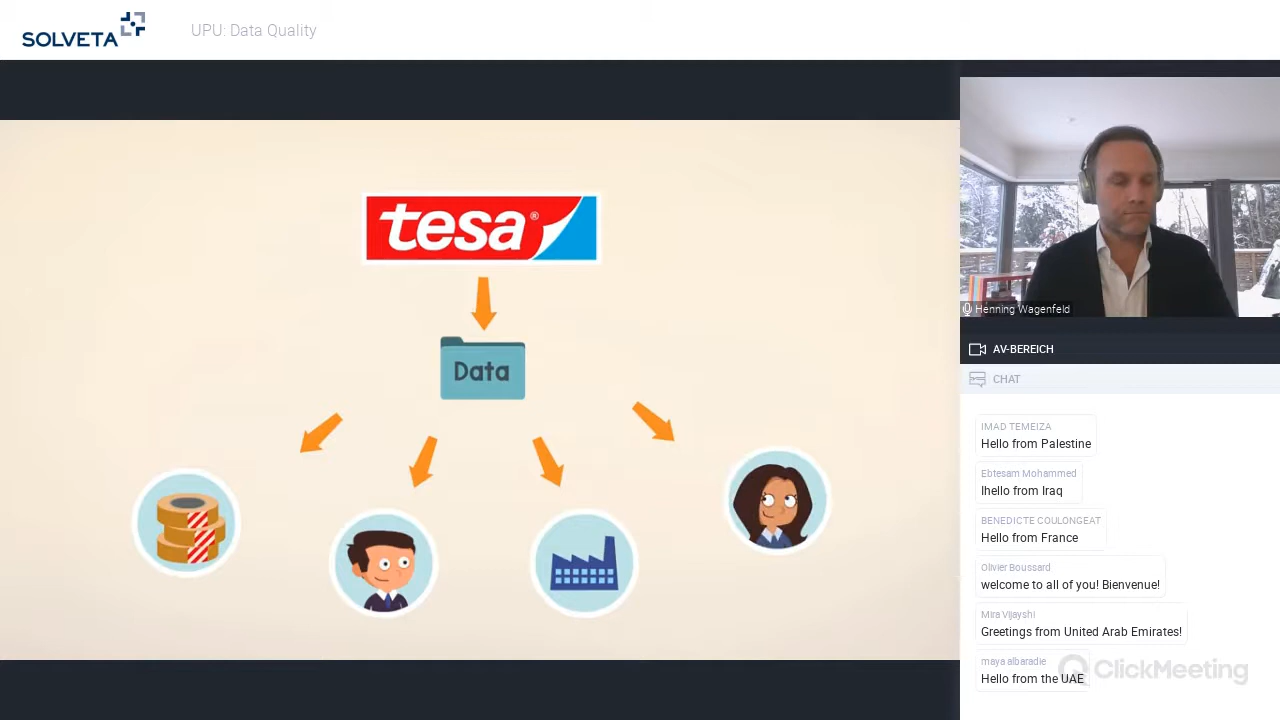 SOLVETA
UPU: Data Quality
tesa®
Data
Henning Wagenfeld
AV-BEREICH
CHAT
IMAD TEMEIZA
Hello from Palestine
Ebtesam Mohammed
Ihello from Iraq
BENEDICTE COULONGEAT
Hello from France
Olivier Boussard
welcome to all of you! Bienvenue!
Mira Vijayshi
Greetings from United Arab Emirates!
maya albaradie
Hello from the UAE
ClickMeeting